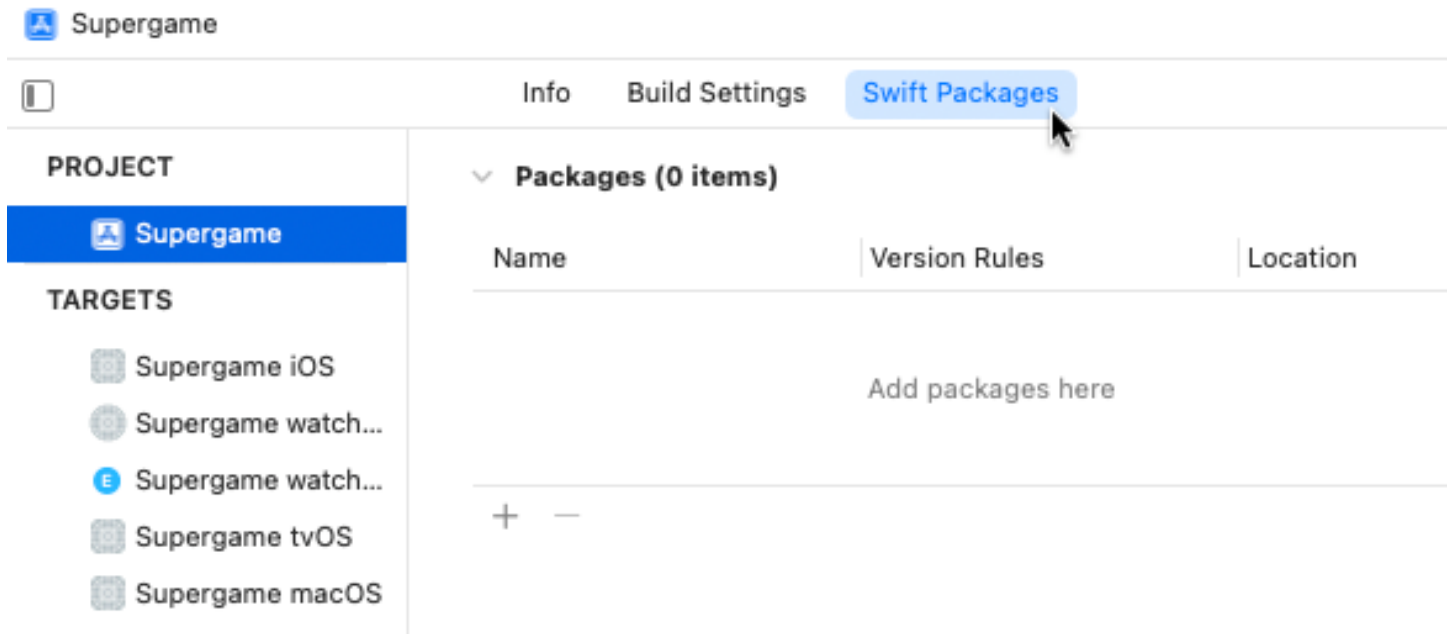 Supergame
Info Build Settings Swift Packages
PROJECT
Supergame
TARGETS
Supergame iOS
Supergame watch...
E
Supergame watch...
Supergame tvOS
Supergame macOS
Packages (0 items)
Name Version Rules Location
Add packages here
+ −